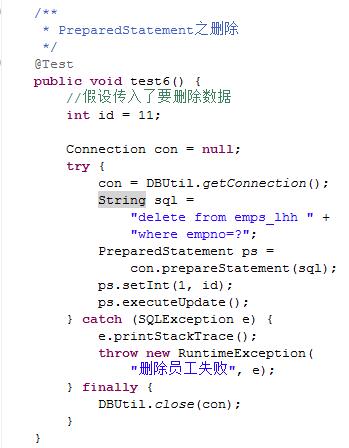 /**
 * PreparedStatement之删除
 */
@Test
public void test6() {
    //假设传入了要删除数据
    int id = 11;
    Connection con = null;
    try {
        con = DBUtil.getConnection();
        String sql =
            "delete from emps_lhh " +
            "where empno=?";
        PreparedStatement ps =
            con.prepareStatement(sql);
        ps.setInt(1, id);
        ps.executeUpdate();
    } catch (SQLException e) {
        e.printStackTrace();
        throw new RuntimeException(
            "删除员工失败", e);
    } finally {
        DBUtil.close(con);
    }
}